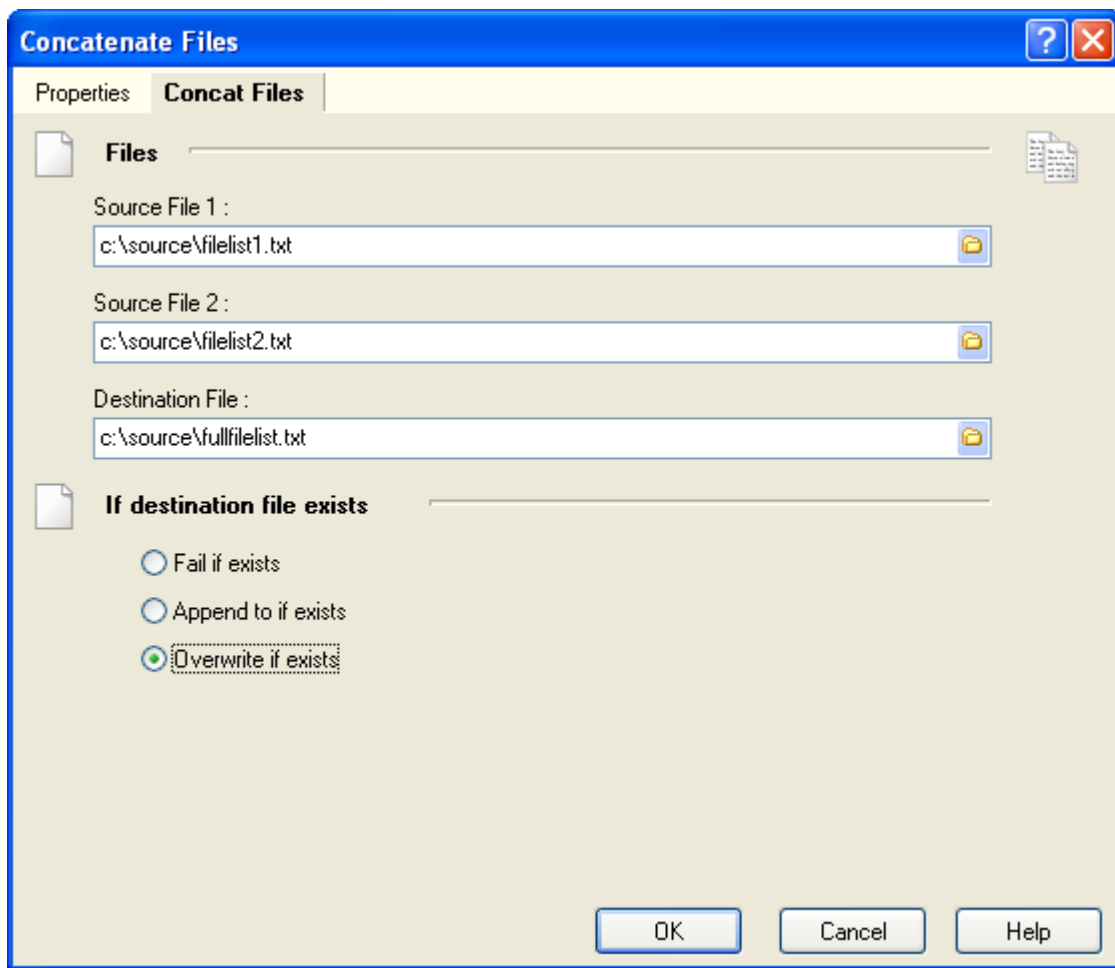 Concatenate Files
Properties Concat Files
Files
Source File 1 :
c:\source\filelist1.txt
Source File 2 :
c:\source\filelist2.txt
Destination File :
c:\source\fullfilelist.txt
If destination file exists
Fail if exists
Append to if exists
Overwrite if exists
OK Cancel Help